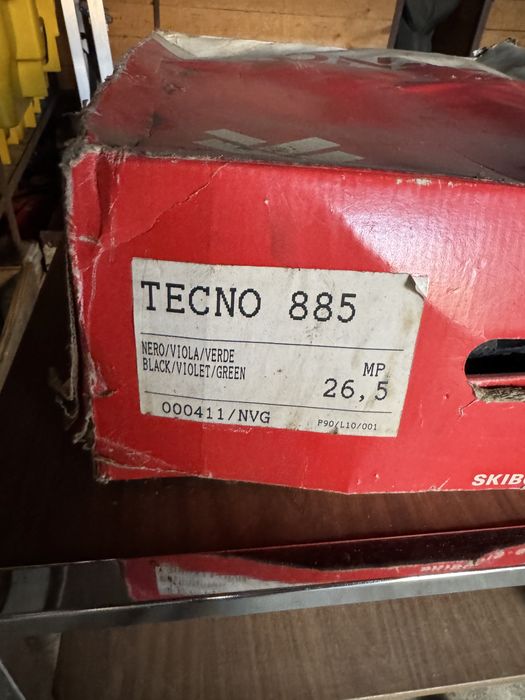 TECNO 885
NERO/VIOLA/VERDE
BLACK/VIOLET/GREEN
MP
26,5
000411/NVG
P90/L10/001